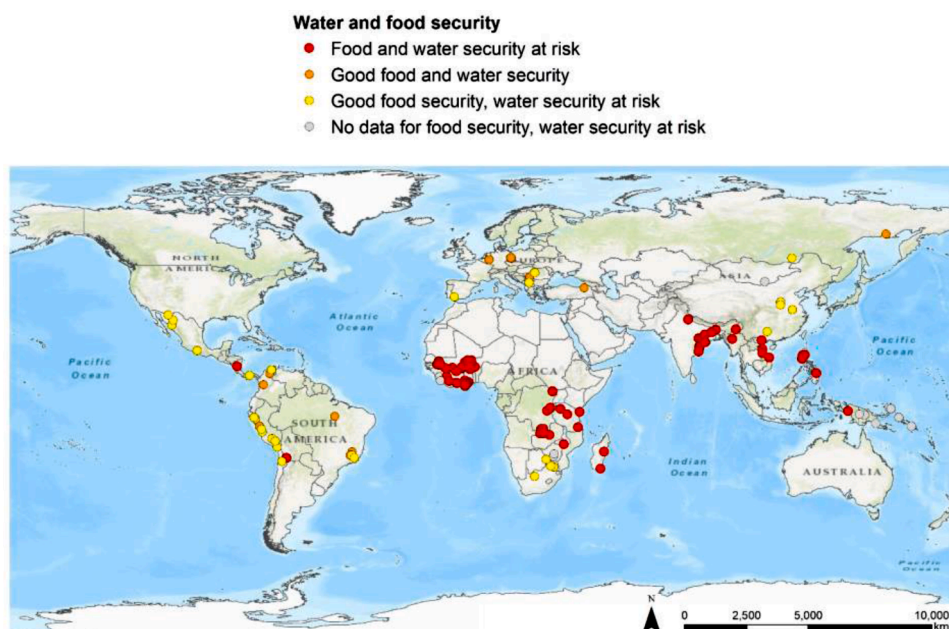 Water and food security
Food and water security at risk
Good food and water security
Good food security, water security at risk
No data for food security, water security at risk
NORTH
AMERICA
EUROPE
ASIA
Atlantic
Ocean
Pacific
Ocean
Pacific
Ocean
AFRICA
SOUTH
AMERICA
Indian
Ocean
AUSTRALIA
Pacific
Ocean
N
0 2,500 5,000 10,000
km